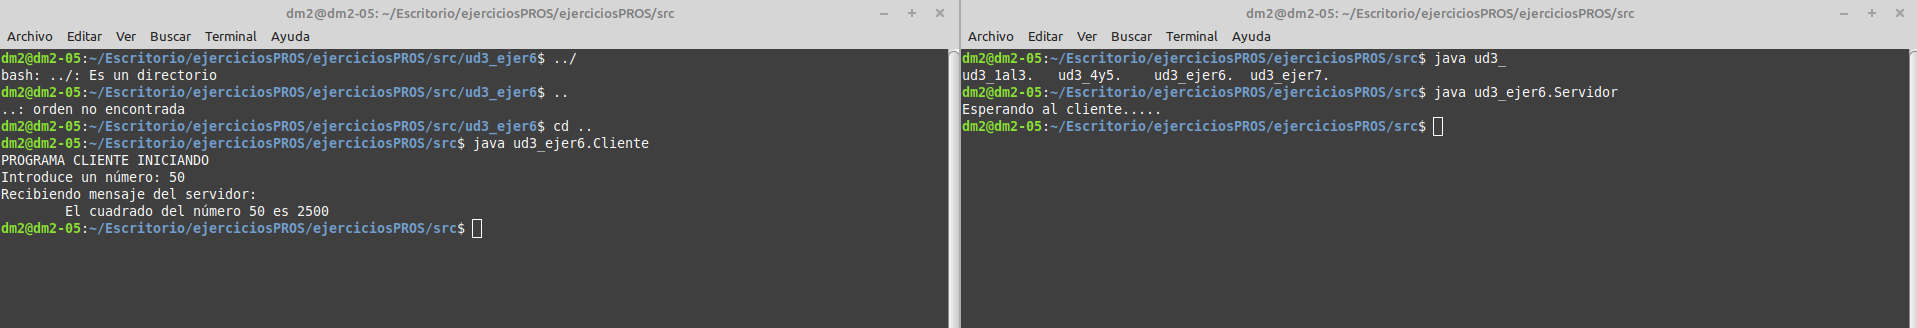 dm2@dm2-05: ~/Escritorio/ejerciciosPROS/ejerciciosPROS/src
Archivo Editar Ver Buscar Terminal Ayuda
dm2@dm2-05:~/Escritorio/ejerciciosPROS/ejerciciosPROS/src/ud3_ejer6$ ../
bash: ../: Es un directorio
dm2@dm2-05:~/Escritorio/ejerciciosPROS/ejerciciosPROS/src/ud3_ejer6$ ..
..: orden no encontrada
dm2@dm2-05:~/Escritorio/ejerciciosPROS/ejerciciosPROS/src/ud3_ejer6$ cd ..
dm2@dm2-05:~/Escritorio/ejerciciosPROS/ejerciciosPROS/src$ java ud3_ejer6.Cliente
PROGRAMA CLIENTE INICIANDO
Introduce un número: 50
Recibiendo mensaje del servidor:
El cuadrado del número 50 es 2500
dm2@dm2-05:~/Escritorio/ejerciciosPROS/ejerciciosPROS/src$
dm2@dm2-05: ~/Escritorio/ejerciciosPROS/ejerciciosPROS/src
Archivo Editar Ver Buscar Terminal Ayuda
dm2@dm2-05:~/Escritorio/ejerciciosPROS/ejerciciosPROS/src$ java ud3_
ud3_1al3. ud3_4y5. ud3_ejer6. ud3_ejer7.
dm2@dm2-05:~/Escritorio/ejerciciosPROS/ejerciciosPROS/src$ java ud3_ejer6.Servidor
Esperando al cliente.....
dm2@dm2-05:~/Escritorio/ejerciciosPROS/ejerciciosPROS/src$